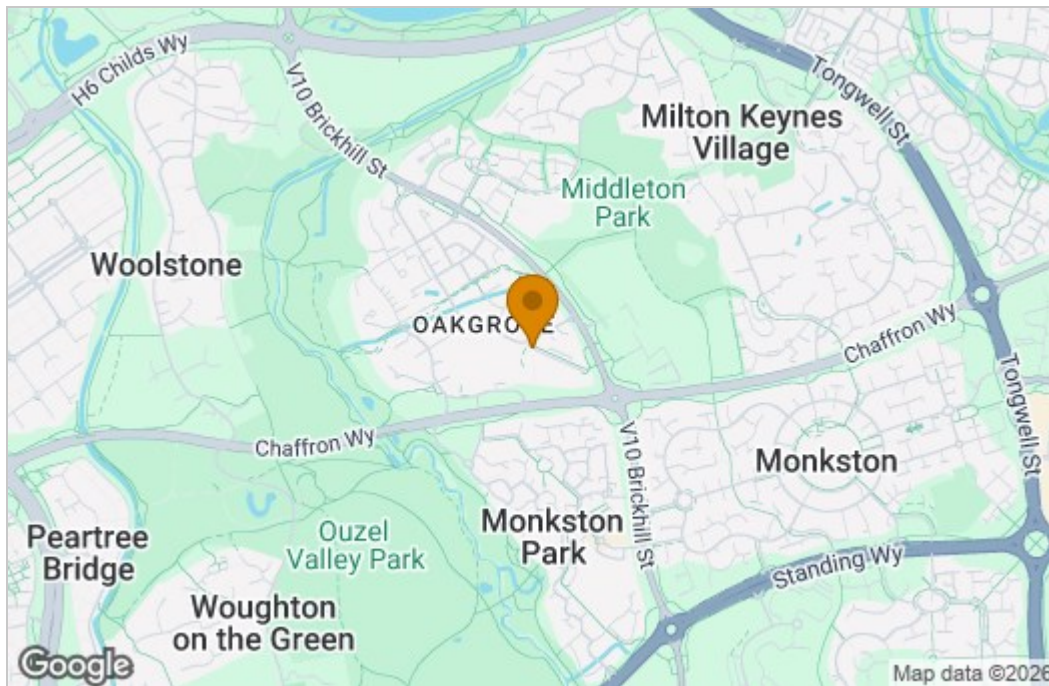 H6 Childs Wy
V10 Brickhill St
Tongwell St
Milton Keynes
Village
Middleton
Park
Woolstone
OAKGROVE
Chaffron Wy
Tongwell St
Chaffron Wy
V10 Brickhill St
Monkston
Monkston
Park
Ouzel
Valley Park
Peartree
Bridge
Standing Wy
Woughton
on the Green
Google
Map data ©2026